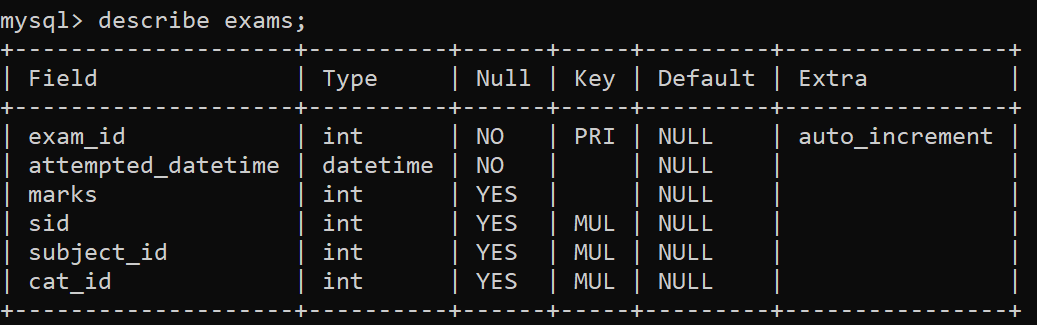 mysql> describe exams;
+--------------------+----------+------+-----+---------+----------------+
| Field              | Type     | Null | Key | Default | Extra          |
+--------------------+----------+------+-----+---------+----------------+
| exam_id            | int      | NO   | PRI | NULL    | auto_increment |
| attempted_datetime | datetime | NO   |     | NULL    |                |
| marks              | int      | YES  |     | NULL    |                |
| sid                | int      | YES  | MUL | NULL    |                |
| subject_id         | int      | YES  | MUL | NULL    |                |
| cat_id             | int      | YES  | MUL | NULL    |                |
+--------------------+----------+------+-----+---------+----------------+